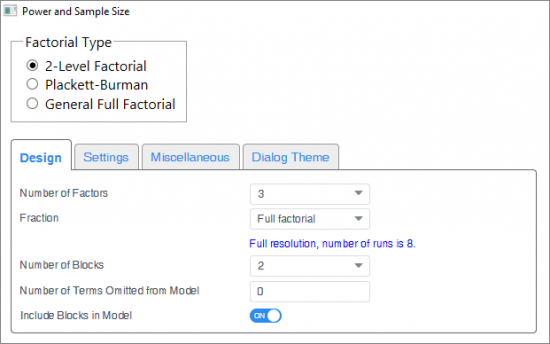 Power and Sample Size
Factorial Type
2-Level Factorial
Plackett-Burman
General Full Factorial
Design Settings Miscellaneous Dialog Theme
Number of Factors 3
Fraction Full factorial
Full resolution, number of runs is 8.
Number of Blocks 2
Number of Terms Omitted from Model 0
Include Blocks in Model ON